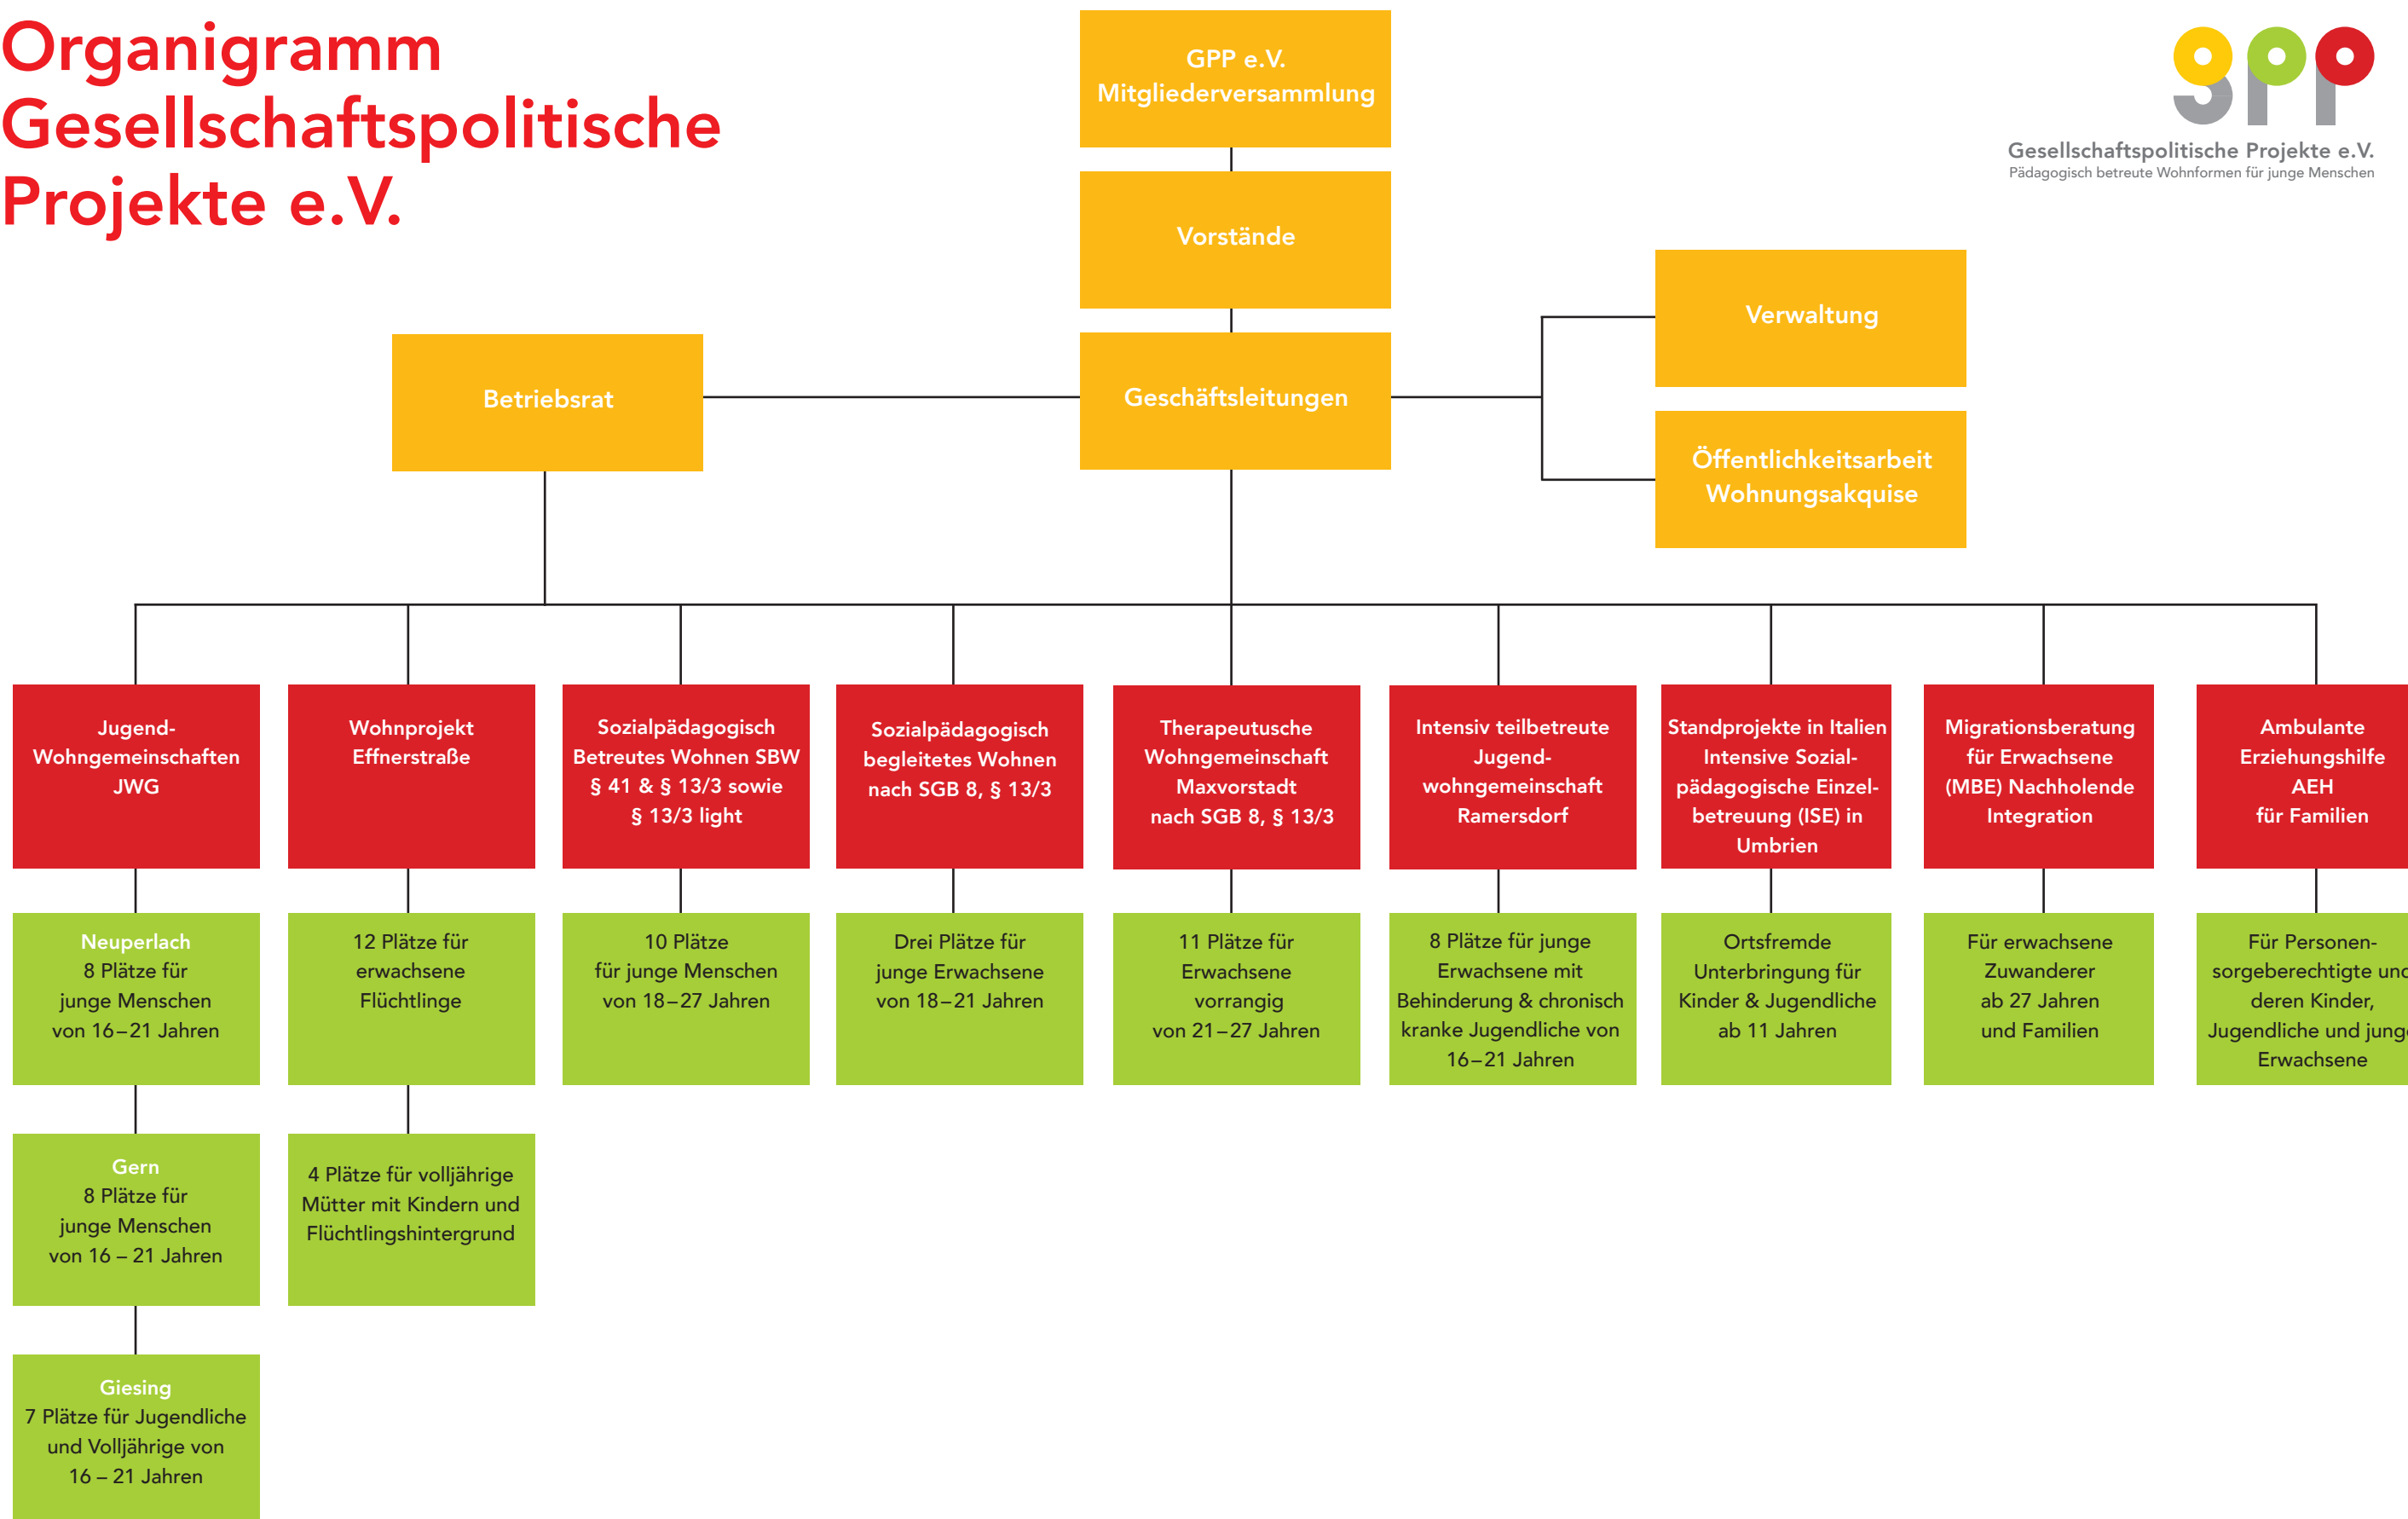 Organigramm
Gesellschaftspolitische
Projekte e.V.
GPP e.V.
Mitgliederversammlung
gpp
Gesellschaftspolitische Projekte e.V.
Pädagogisch betreute Wohnformen für junge Menschen
Vorstände
Verwaltung
Betriebsrat
Geschäftsleitungen
Öffentlichkeitsarbeit
Wohnungsakquise
Jugend-
Wohngemeinschaften
JWG
Wohnprojekt
Effnerstraße
Sozialpädagogisch
Betreutes Wohnen SBW
§ 41 & § 13/3 sowie
§ 13/3 light
Sozialpädagogisch
begleitetes Wohnen
nach SGB 8, § 13/3
Therapeutusche
Wohngemeinschaft
Maxvorstadt
nach SGB 8, § 13/3
Intensiv teilbetreute
Jugend-
wohngemeinschaft
Ramersdorf
Standprojekte in Italien
Intensive Sozial-
pädagogische Einzel-
betreuung (ISE) in
Umbrien
Migrationsberatung
für Erwachsene
(MBE) Nachholende
Integration
Ambulante
Erziehungshilfe
AEH
für Familien
Neuperlach
8 Plätze für
junge Menschen
von 16–21 Jahren
12 Plätze für
erwachsene
Flüchtlinge
10 Plätze
für junge Menschen
von 18–27 Jahren
Drei Plätze für
junge Erwachsene
von 18–21 Jahren
11 Plätze für
Erwachsene
vorrangig
von 21–27 Jahren
8 Plätze für junge
Erwachsene mit
Behinderung & chronisch
kranke Jugendliche von
16–21 Jahren
Ortsfremde
Unterbringung für
Kinder & Jugendliche
ab 11 Jahren
Für erwachsene
Zuwanderer
ab 27 Jahren
und Familien
Für Personen-
sorgeberechtigte und
deren Kinder,
Jugendliche und junge
Erwachsene
Gern
8 Plätze für
junge Menschen
von 16 – 21 Jahren
4 Plätze für volljährige
Mütter mit Kindern und
Flüchtlingshintergrund
Giesing
7 Plätze für Jugendliche
und Volljährige von
16 – 21 Jahren